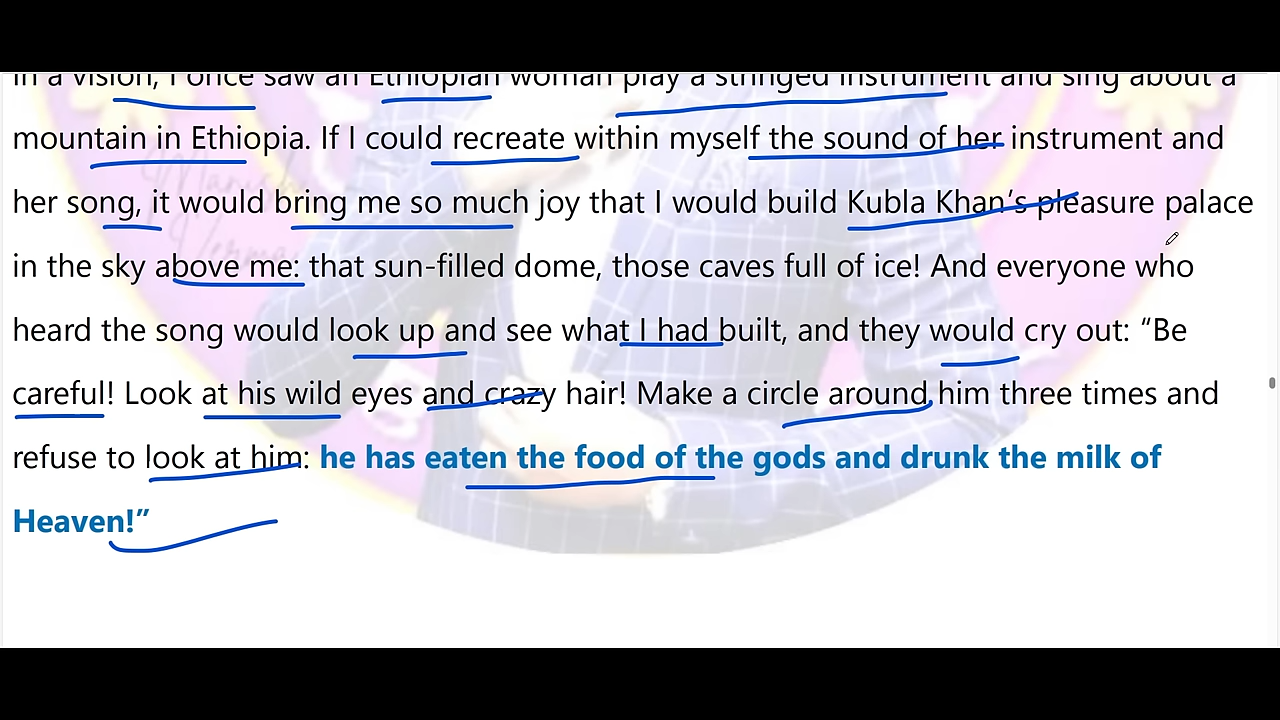 in a vision, I once saw an Ethiopian woman play a stringed instrument and sing about a
mountain in Ethiopia. If I could recreate within myself the sound of her instrument and
her song, it would bring me so much joy that I would build Kubla Khan’s pleasure palace
in the sky above me: that sun-filled dome, those caves full of ice! And everyone who
heard the song would look up and see what I had built, and they would cry out: “Be
careful! Look at his wild eyes and crazy hair! Make a circle around him three times and
refuse to look at him: he has eaten the food of the gods and drunk the milk of
Heaven!”